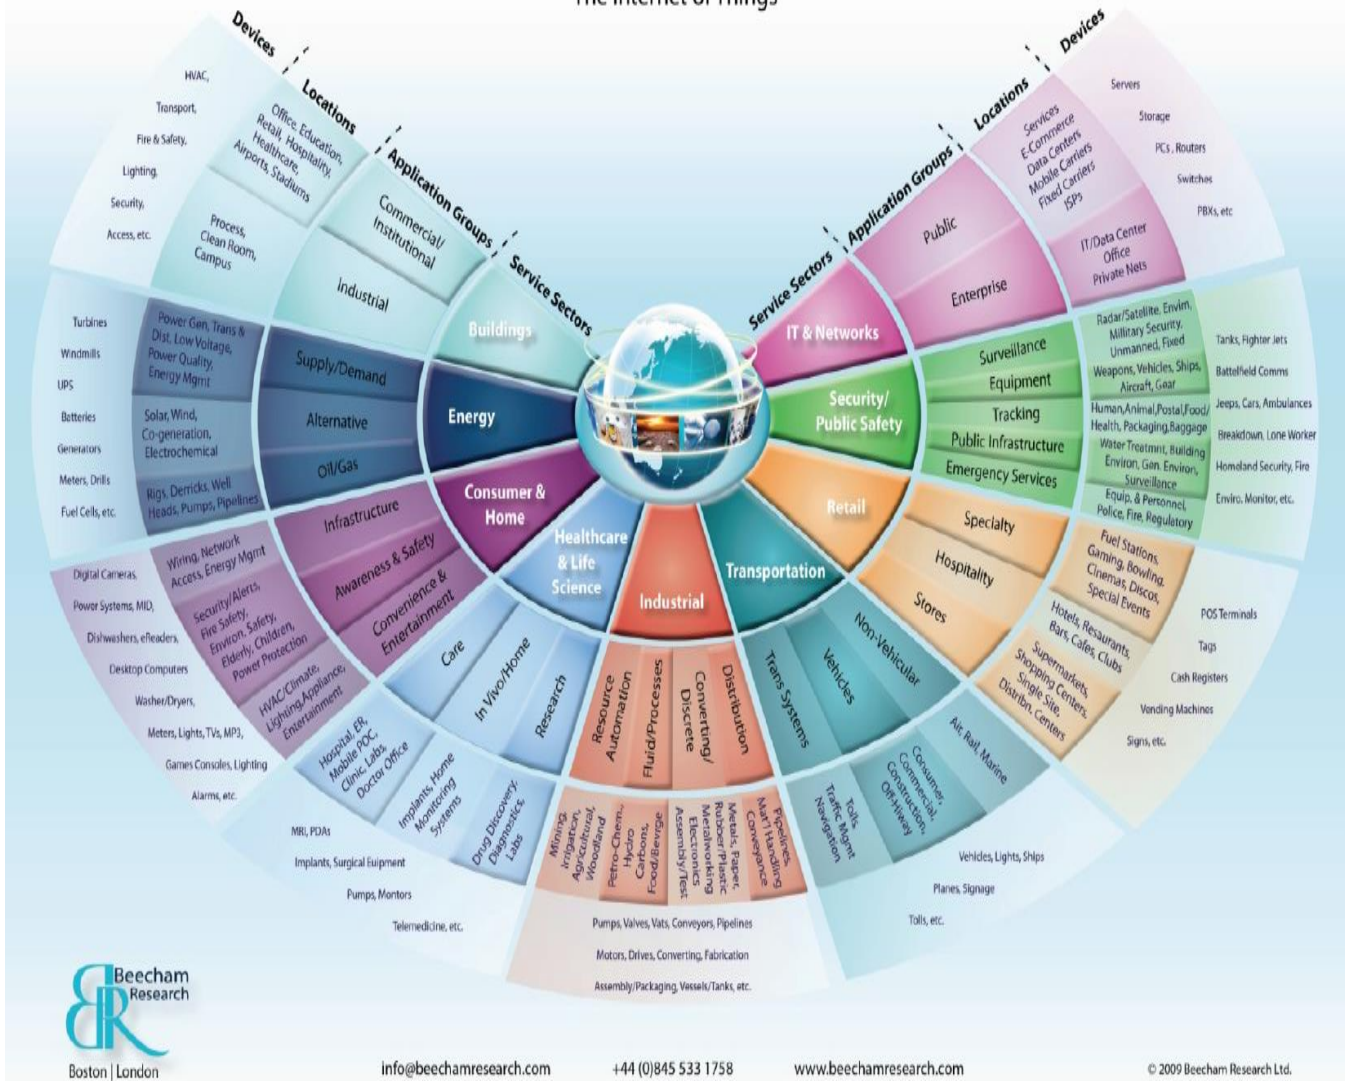 The Internet of Things
Devices
Locations
Application Groups
Service Sectors
Service Sectors
Application Groups
Locations
Devices
HVAC,
Transport,
Fire & Safety,
Lighting,
Security,
Access, etc.
Office, Education,
Retail, Hospitality,
Healthcare,
Airports, Stadiums
Process,
Clean Room,
Campus
Commercial/
Institutional
Industrial
Buildings
Turbines
Windmills
UPS
Batteries
Generators
Meters, Drills
Fuel Cells, etc.
Power Gen, Trans &
Dist, Low Voltage,
Power Quality,
Energy Mgmt
Solar, Wind,
Co-generation,
Electrochemical
Rigs, Derricks, Well
Heads, Pumps, Pipelines
Supply/Demand
Alternative
Oil/Gas
Energy
Digital Cameras,
Power Systems, MID,
Dishwashers, eReaders,
Desktop Computers
Washer/Dryers,
Meters, Lights, TVs, MP3,
Games Consoles, Lighting
Alarms, etc.
Wiring, Network
Access, Energy Mgmt
Security/Alerts,
Fire Safety,
Environ. Safety,
Elderly, Children,
Power Protection
HVAC/Climate,
Lighting,Appliance,
Entertainment
Infrastructure
Awareness & Safety
Convenience &
Entertainment
Consumer &
Home
MRI, PDAs
Implants, Surgical Euipment
Pumps, Montors
Telemedicine, etc.
Hospital, ER,
Mobile POC,
Clinic, Labs,
Doctor Office
Implants, Home
Monitoring
Systems
Drug Discovery,
Diagnostics,
Labs
Care
In Vivo/Home
Research
Healthcare
& Life
Science
Industrial
Resource
Automation
Fluid/Processes
Converting/
Discrete
Distribution
Mining,
Irrigation,
Agricultural,
Woodland
Petro-Chem.,
Hydro
Carbons,
Food/Bevrge
Metals, Paper,
Rubber/Plastic
Metalworking
Electronics
Assembly/Test
Pipelines,
Mat'l Handling
Conveyance
Pumps, Valves, Vats, Conveyors, Pipelines
Motors, Drives, Converting, Fabrication
Assembly/Packaging, Vessels/Tanks, etc.
Transportation
Trans Systems
Vehicles
Non-Vehicular
Tolls
Traffic Mgmt
Navigation
Consumer,
Commercial,
Construction,
Off-Hiway
Air, Rail, Marine
Vehicles, Lights, Ships
Planes, Signage
Tolls, etc.
Retail
Specialty
Hospitality
Stores
Fuel Stations,
Gaming, Bowling,
Cinemas, Discos,
Special Events
Hotels, Resaurants,
Bars, Cafes, Clubs
Supermarkets,
Shopping Centers,
Single Site,
Distribn. Centers
POS Terminals
Tags
Cash Registers
Vending Machines
Signs, etc.
Security/
Public Safety
Surveillance
Equipment
Tracking
Public Infrastructure
Emergency Services
Radar/Satellite, Envirn,
Military Security,
Unmanned, Fixed
Weapons, Vehicles, Ships,
Aircraft, Gear
Human,Animal,Postal,Food/
Health, Packaging,Baggage
Water Treatmnt, Building
Environ, Gen. Environ,
Surveillance
Equip. & Personnel,
Police, Fire, Regulatory
Tanks, Fighter Jets
Battelfield Comms
Jeeps, Cars, Ambulances
Breakdown, Lone Worker
Homeland Security, Fire
Enviro. Monitor, etc.
IT & Networks
Public
Enterprise
Services
E-Commerce
Data Centers
Mobile Carriers
Fixed Carriers
ISPs
IT/Data Center
Office
Private Nets
Servers
Storage
PCs , Routers
Switches
PBXs, etc
BR
Beecham
Research
Boston | London
info@beechamresearch.com
+44 (0)845 533 1758
www.beechamresearch.com
© 2009 Beecham Research Ltd.